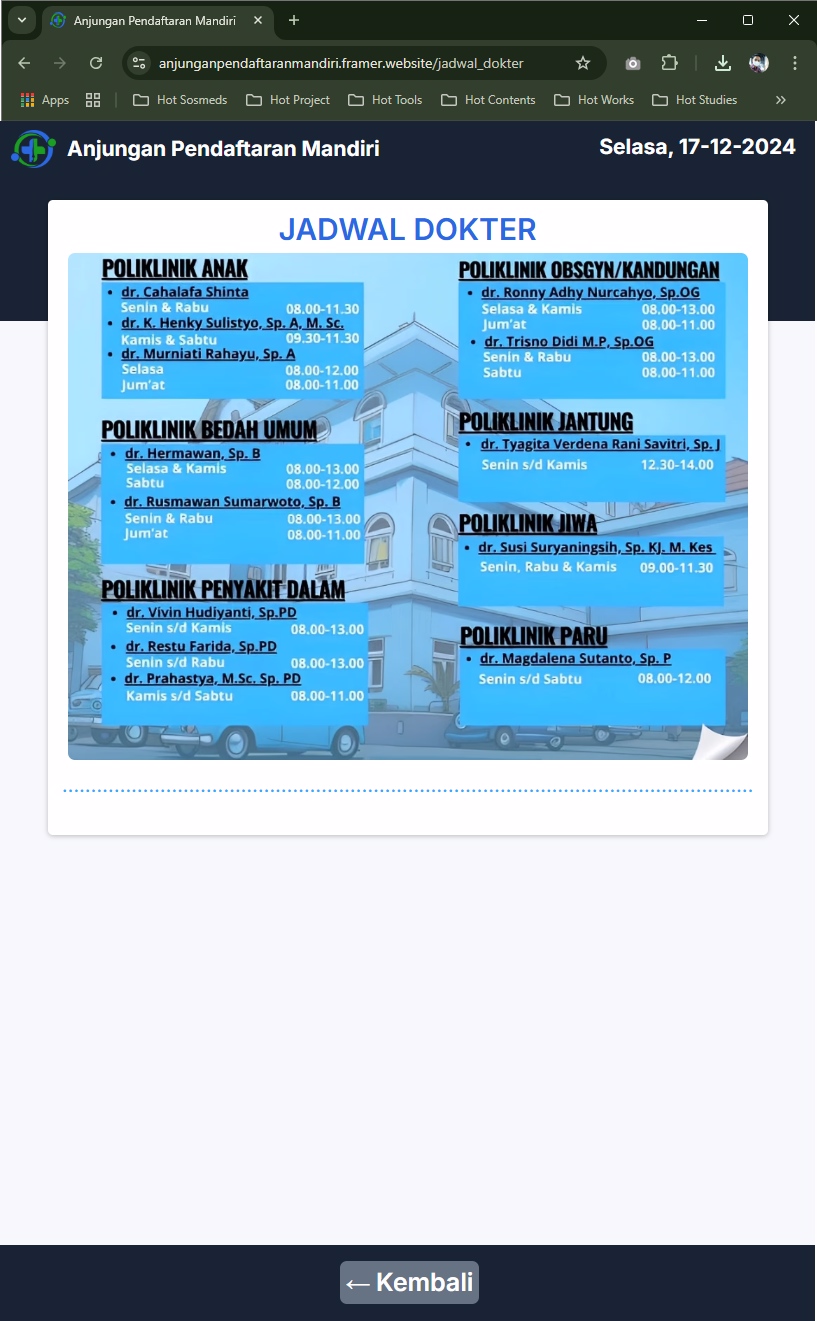 Anjungan Pendaftaran Mandiri
anjunganpendaftaranmandiri.framer.website/jadwal_dokter
Apps
Hot Sosmeds
Hot Project
Hot Tools
Hot Contents
Hot Works
Hot Studies
Anjungan Pendaftaran Mandiri
Selasa, 17-12-2024
JADWAL DOKTER
POLIKLINIK ANAK
• dr. Cahalafa Shinta
Senin & Rabu 08.00-11.30
• dr. K. Henky Sulistyo, Sp. A, M. Sc.
Kamis & Sabtu 09.30-11.30
• dr. Murniati Rahayu, Sp. A
Selasa 08.00-12.00
Jum'at 08.00-11.00
POLIKLINIK BEDAH UMUM
• dr. Hermawan, Sp. B
Selasa & Kamis 08.00-13.00
Sabtu 08.00-12.00
• dr. Rusmawan Sumarwoto, Sp. B
Senin & Rabu 08.00-13.00
Jum'at 08.00-11.00
POLIKLINIK PENYAKIT DALAM
• dr. Vivin Hudiyanti, Sp.PD
Senin s/d Kamis 08.00-13.00
• dr. Restu Farida, Sp.PD
Senin s/d Rabu 08.00-13.00
• dr. Prahastya, M.Sc. Sp. PD
Kamis s/d Sabtu 08.00-11.00
POLIKLINIK OBSGYN/KANDUNGAN
• dr. Ronny Adhy Nurcahyo, Sp.OG
Selasa & Kamis 08.00-13.00
Jum'at 08.00-11.00
• dr. Trisno Didi M.P, Sp.OG
Senin & Rabu 08.00-13.00
Sabtu 08.00-11.00
POLIKLINIK JANTUNG
• dr. Tyagita Verdena Rani Savitri, Sp. J
Senin s/d Kamis 12.30-14.00
POLIKLINIK JIWA
• dr. Susi Suryaningsih, Sp. KJ. M. Kes
Senin, Rabu & Kamis 09.00-11.30
POLIKLINIK PARU
• dr. Magdalena Sutanto, Sp. P
Senin s/d Sabtu 08.00-12.00
← Kembali